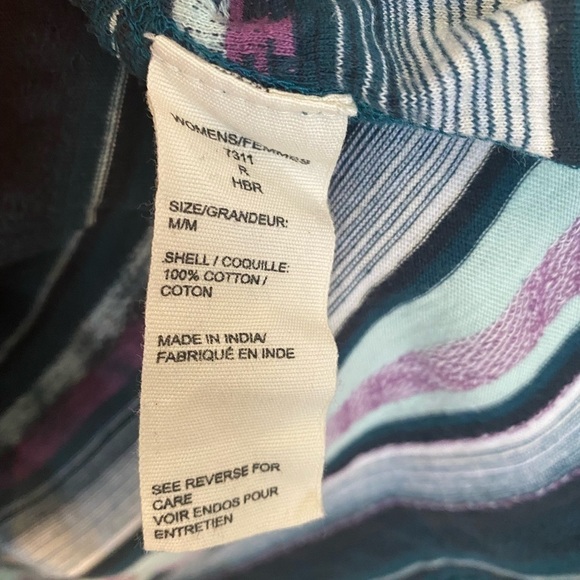 WOMENS/FEMMES
7311
R
HBR
SIZE/GRANDEUR:
M/M
SHELL / COQUILLE:
100% COTTON /
COTON
MADE IN INDIA/
FABRIQUÉ EN INDE
SEE REVERSE FOR
CARE
VOIR ENDOS POUR
ENTRETIEN